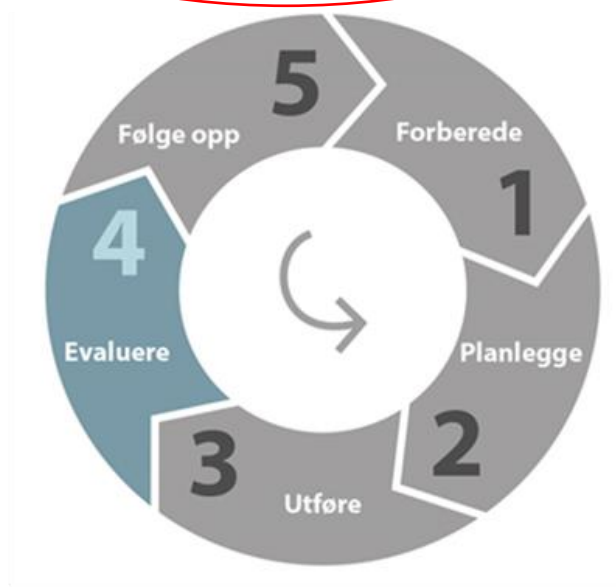 5
Følge opp
Forberede
1
4
Evaluere
Planlegge
2
3
Utføre